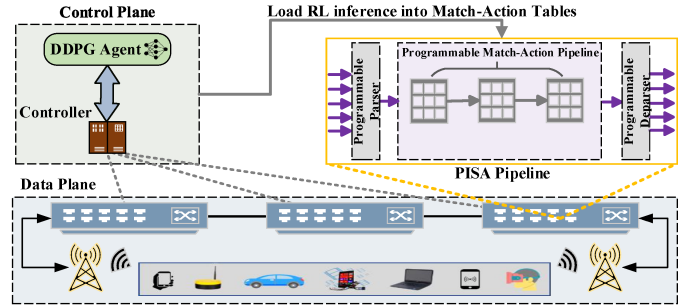 Control Plane
Load RL inference into Match-Action Tables
DDPG Agent
Controller
Programmable
Parser
Programmable Match-Action Pipeline
Programmable
Deparser
PISA Pipeline
Data Plane